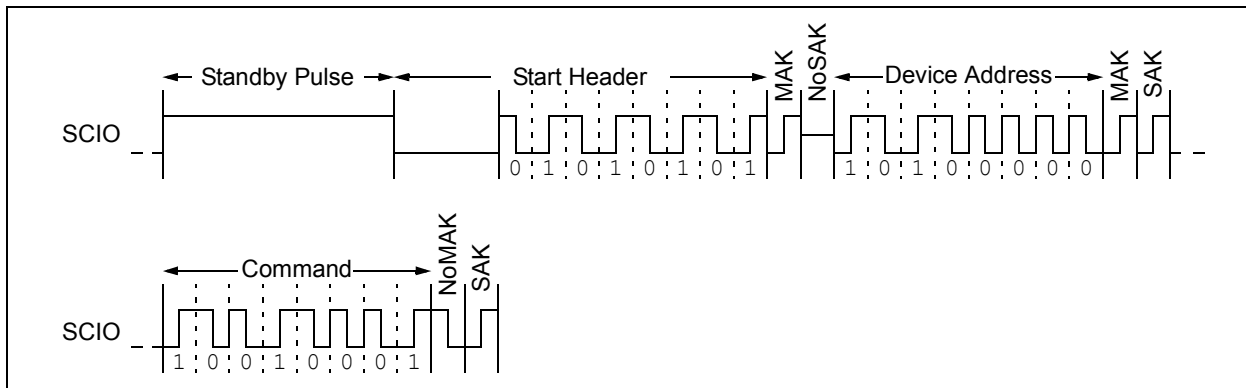 Standby Pulse Start Header MAK NoSAK Device Address MAK SAK
SCIO
0 1 0 1 0 1 0 1 1 0 1 0 0 0 0 0
Command NoMAK SAK
SCIO
1 0 0 1 0 0 0 1